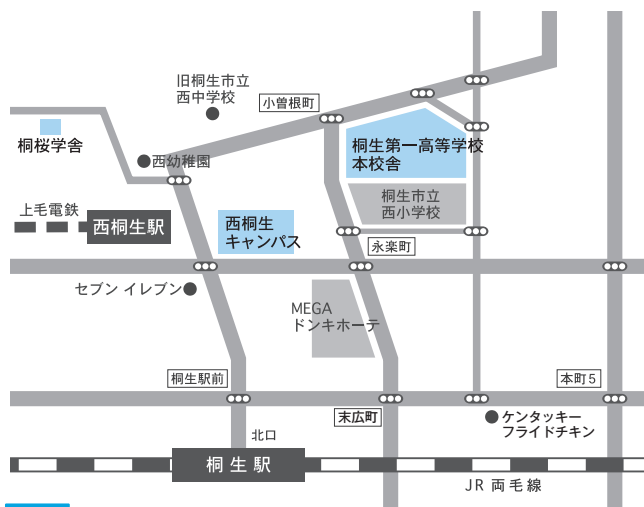 旧桐生市立
西中学校
小曽根町
桐桜学舎
西幼稚園
桐生第一高等学校
本校舎
桐生市立
西小学校
上毛電鉄
西桐生駅
西桐生
キャンパス
永楽町
セブン イレブン
MEGA
ドンキホーテ
桐生駅前
本町5
末広町
ケンタッキー
フライドチキン
北口
桐生駅
JR 両毛線